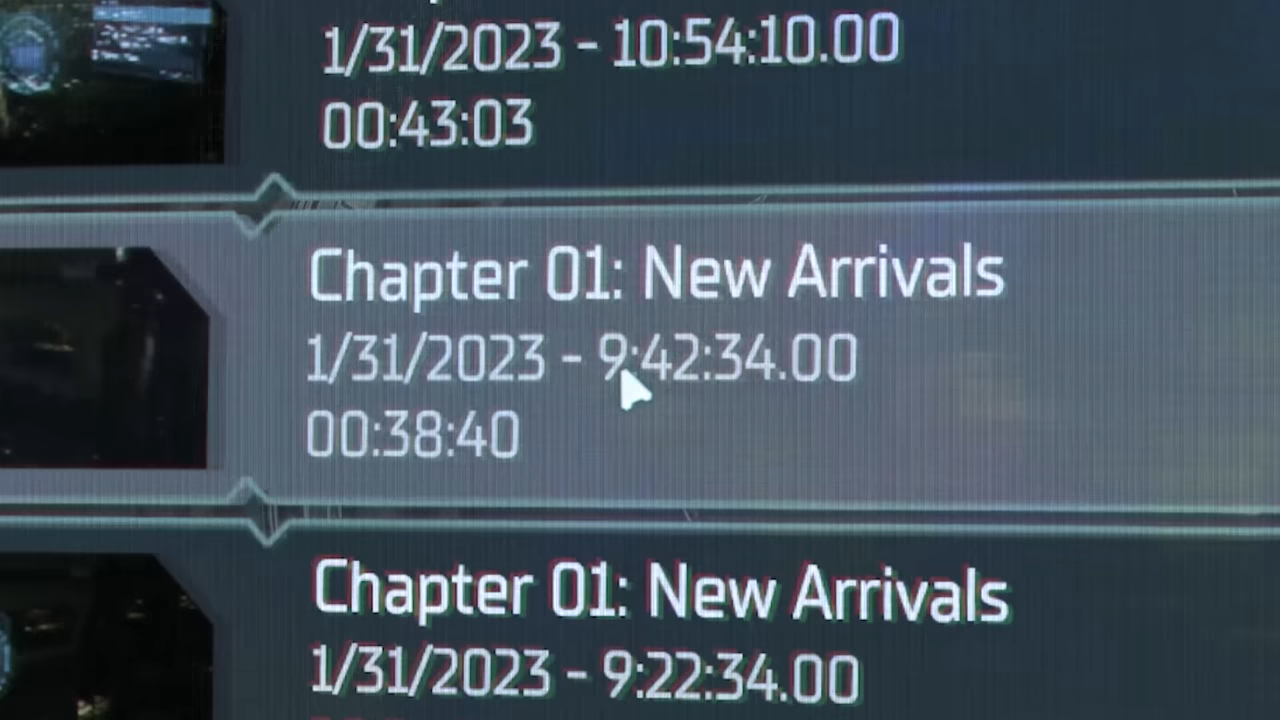 1/31/2023 - 10:54:10.00
00:43:03
Chapter 01: New Arrivals
1/31/2023 - 9:42:34.00
00:38:40
Chapter 01: New Arrivals
1/31/2023 - 9:22:34.00